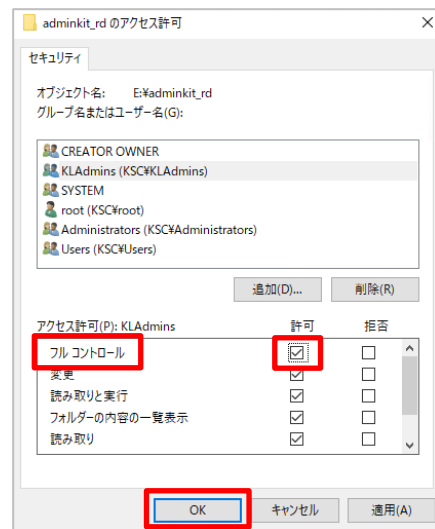 adminkit_rd のアクセス許可
セキュリティ
オブジェクト名: E:¥adminkit_rd
グループ名またはユーザー名(G):
CREATOR OWNER
KLAdmins (KSC¥KLAdmins)
SYSTEM
root (KSC¥root)
Administrators (KSC¥Administrators)
Users (KSC¥Users)
追加(D)... 削除(R)
アクセス許可(P): KLAdmins 許可 拒否
フル コントロール
変更
読み取りと実行
フォルダーの内容の一覧表示
読み取り
OK キャンセル 適用(A)